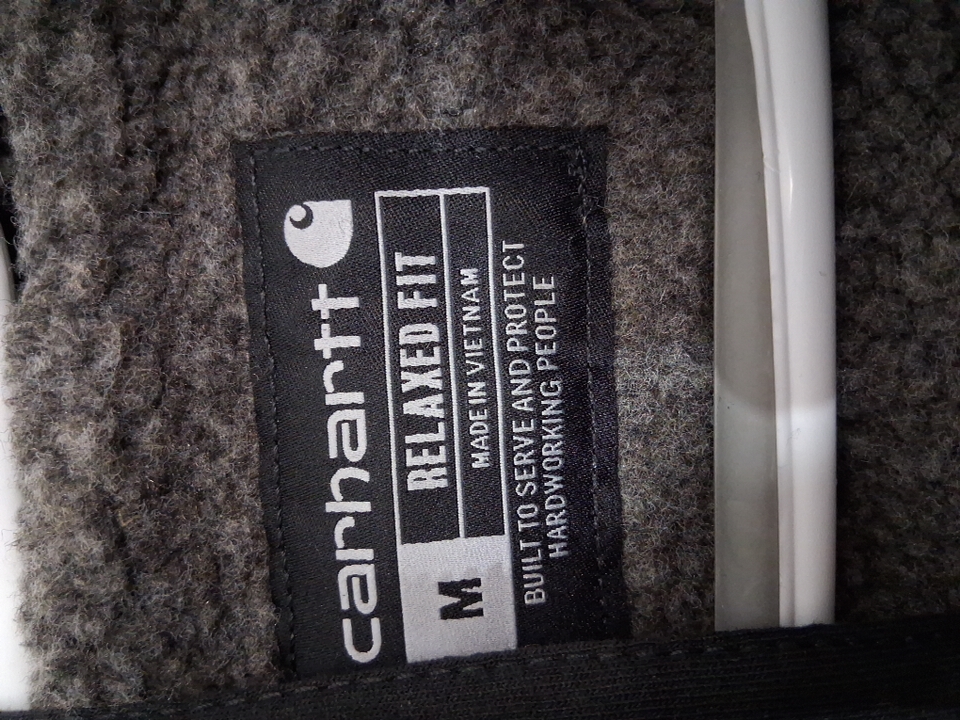 carhartt
M
RELAXED FIT
MADE IN VIETNAM
BUILT TO SERVE AND PROTECT
HARDWORKING PEOPLE